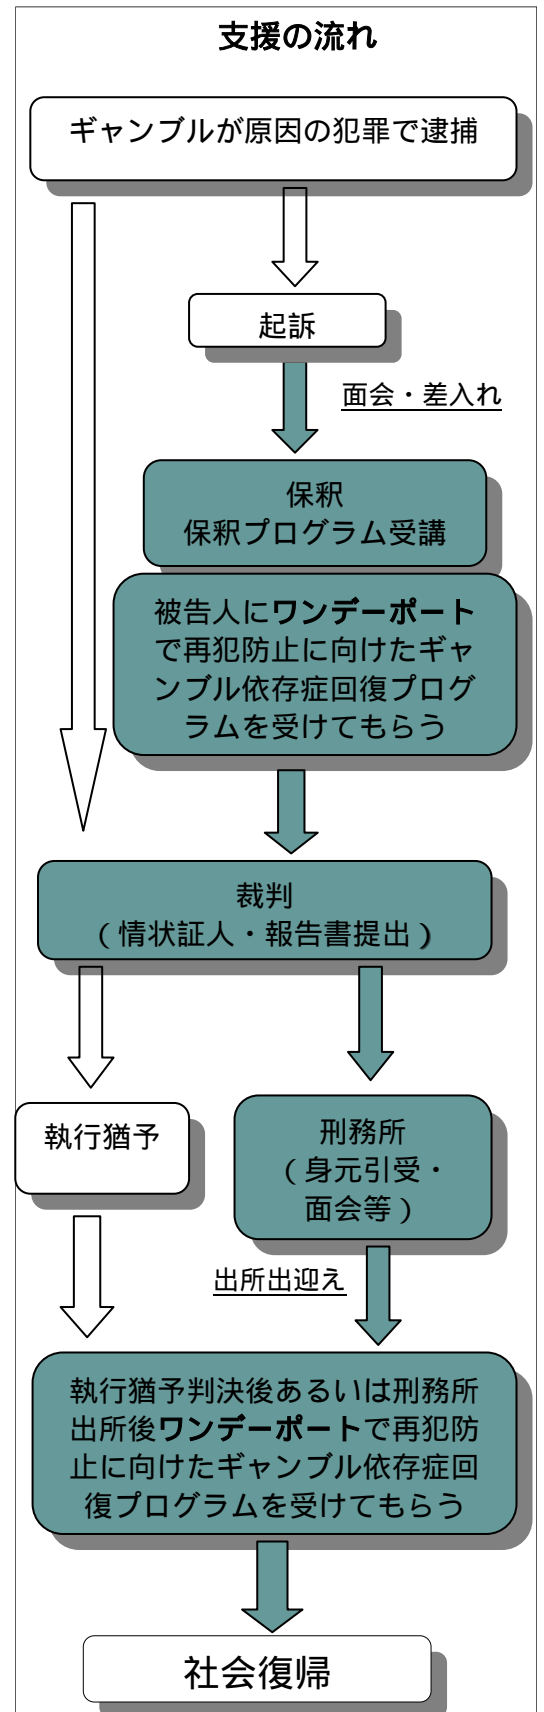 支援の流れ
ギャンブルが原因の犯罪で逮捕
起訴
面会・差入れ
保釈
保釈プログラム受講
被告人にワンデーポート
で再犯防止に向けたギャ
ンブル依存症回復プログ
ラムを受けてもらう
裁判
（情状証人・報告書提出）
執行猶予
刑務所
（身元引受・
面会等）
出所出迎え
執行猶予判決後あるいは刑務所
出所後ワンデーポートで再犯防
止に向けたギャンブル依存症回
復プログラムを受けてもらう
社会復帰